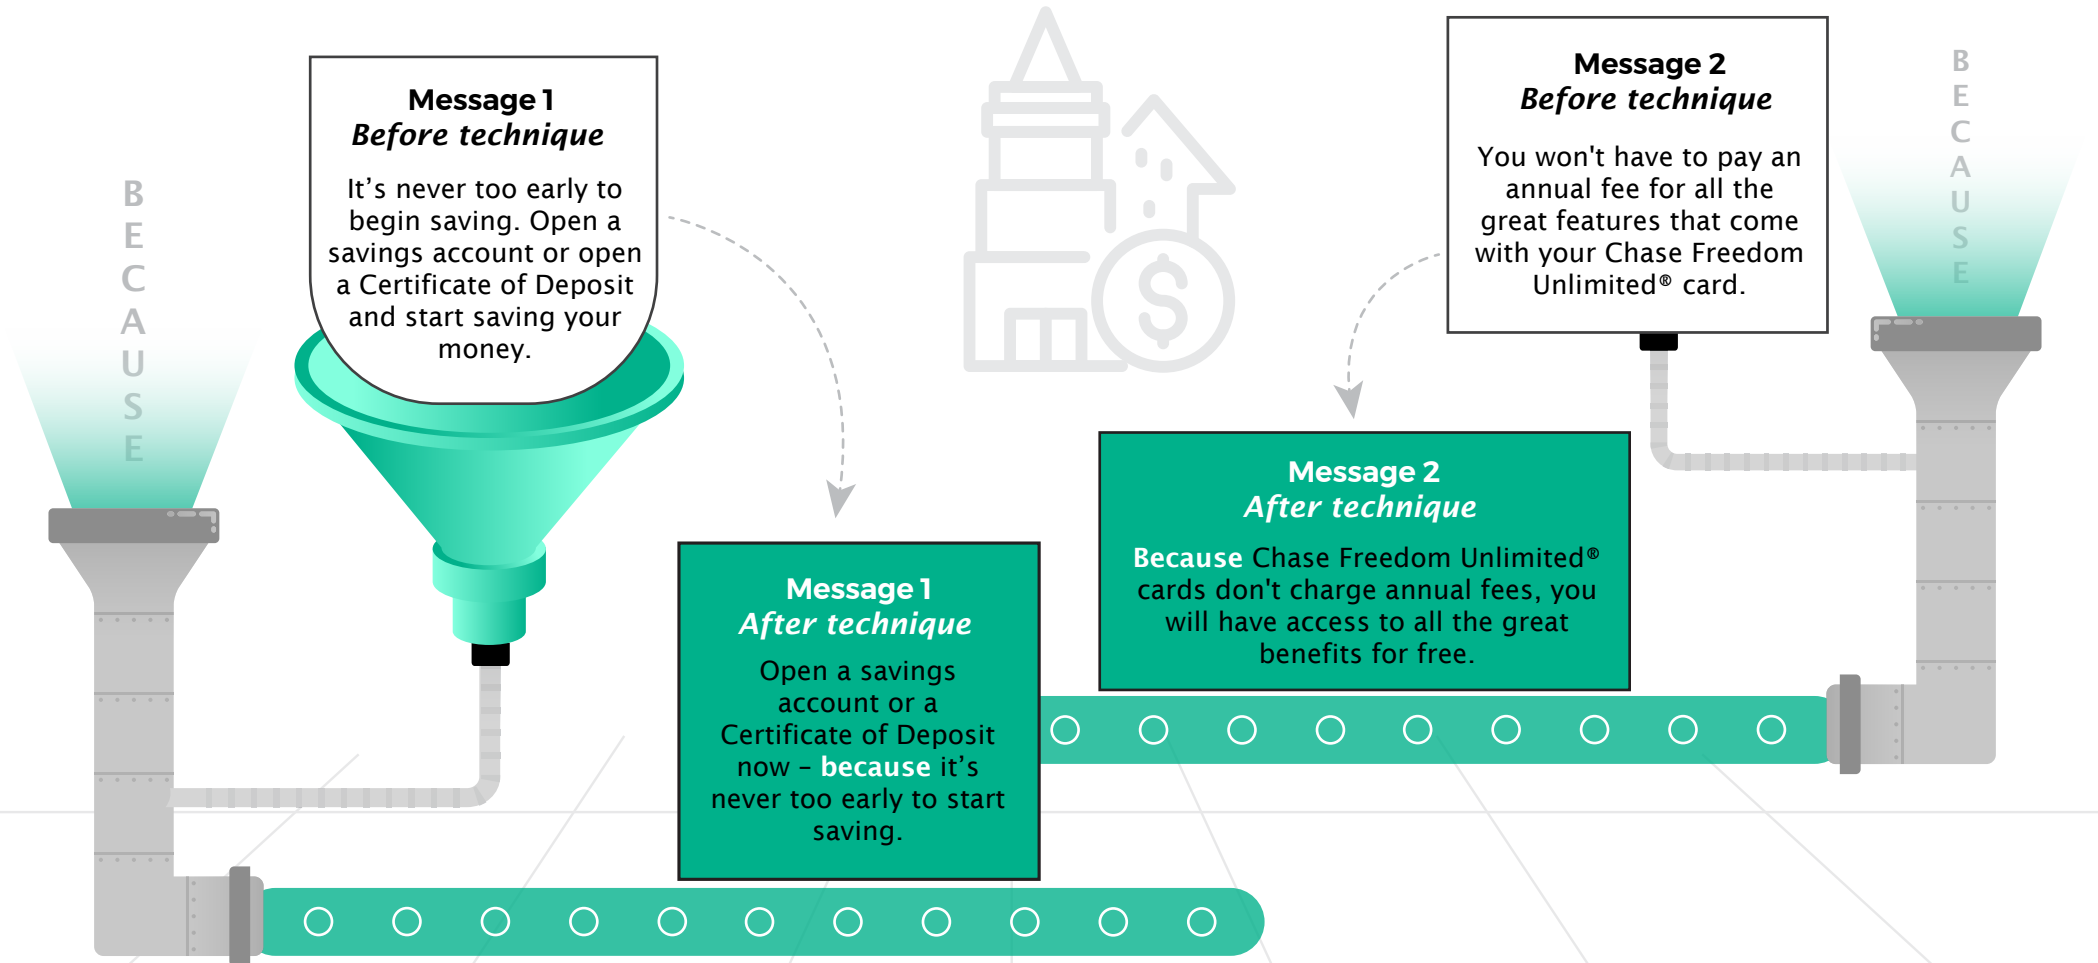 B
E
C
A
U
S
E
Message 1
Before technique
It’s never too early to
begin saving. Open a
savings account or open
a Certificate of Deposit
and start saving your
money.
Message 1
After technique
Open a savings
account or a
Certificate of Deposit
now – because it’s
never too early to start
saving.
$
Message 2
Before technique
You won't have to pay an
annual fee for all the
great features that come
with your Chase Freedom
Unlimited® card.
Message 2
After technique
Because Chase Freedom Unlimited®
cards don't charge annual fees, you
will have access to all the great
benefits for free.
B
E
C
A
U
S
E